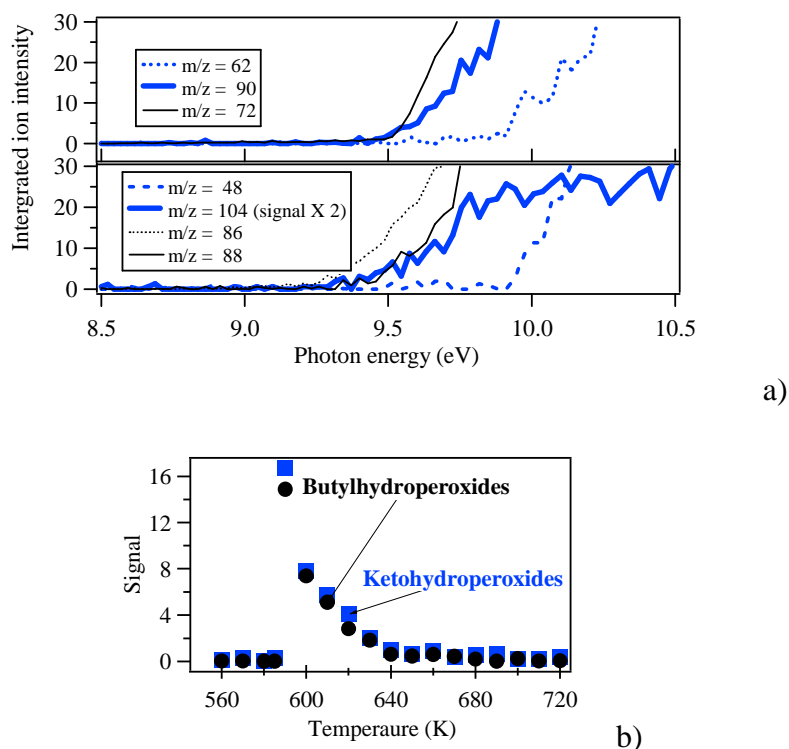 30
20
10
0
m/z = 62
m/z = 90
m/z = 72
30
20
10
0
m/z = 48
m/z = 104 (signal X 2)
m/z = 86
m/z = 88
Intergrated ion intensity
8.5 9.0 9.5 10.0 10.5
Photon energy (eV)
a)
16
12
8
4
0
Signal
Butylhydroperoxides
Ketohydroperoxides
560 600 640 680 720
Temperaure (K)
b)